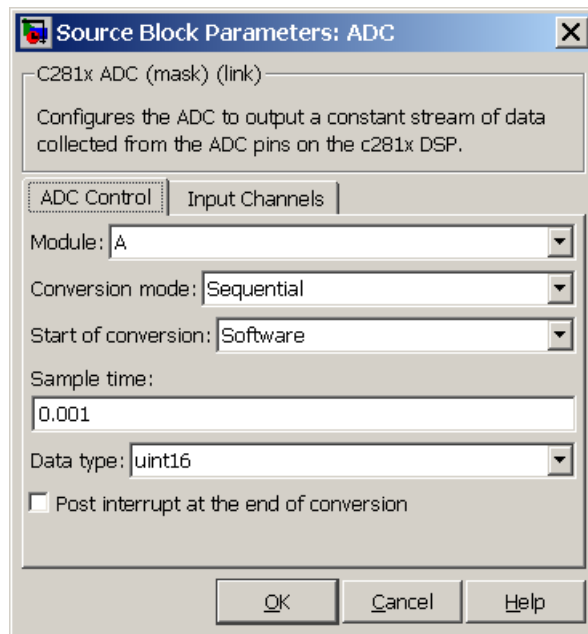 Source Block Parameters: ADC
C281x ADC (mask) (link)
Configures the ADC to output a constant stream of data
collected from the ADC pins on the c281x DSP.
ADC Control Input Channels
Module: A
Conversion mode: Sequential
Start of conversion: Software
Sample time:
0.001
Data type: uint16
Post interrupt at the end of conversion
OK Cancel Help